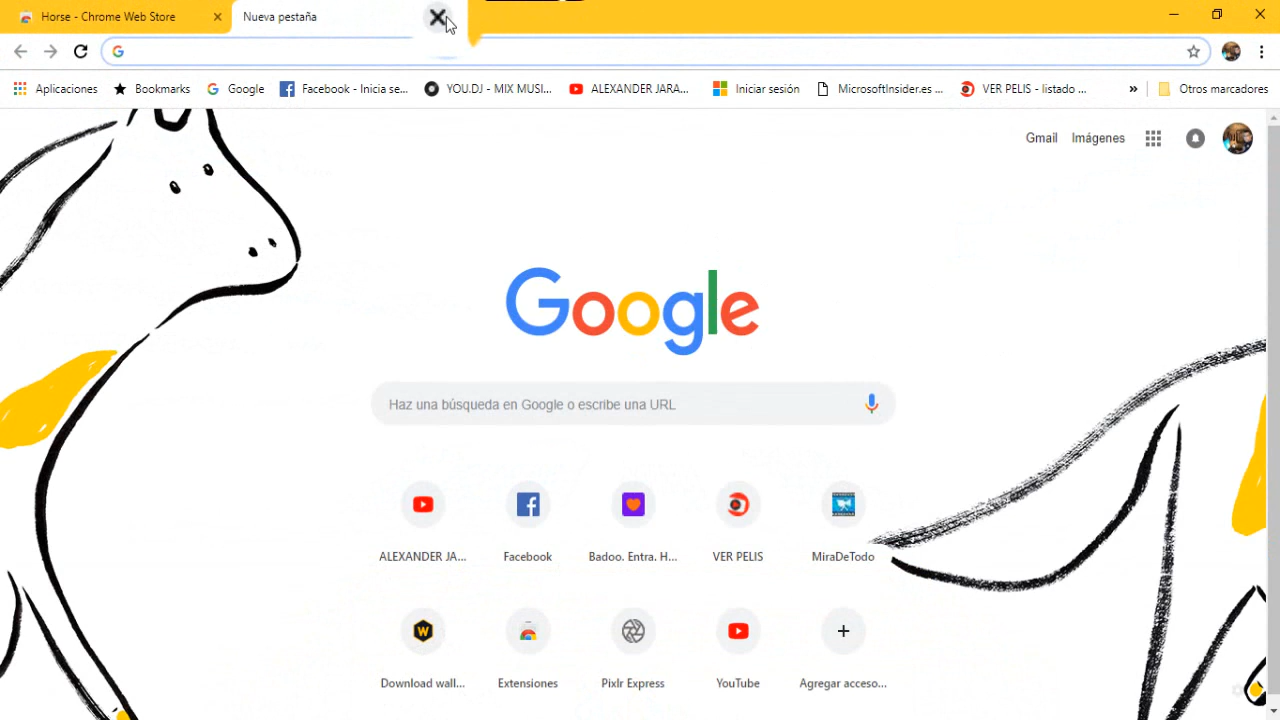 Horse - Chrome Web Store
Nueva pestaña
Aplicaciones Bookmarks Google Facebook - Inicia se... YOU.DJ - MIX MUSI... ALEXANDER JARA... Iniciar sesión MicrosoftInsider.es ... VER PELIS - listado ... » Otros marcadores
Gmail Imágenes
Google
Haz una búsqueda en Google o escribe una URL
ALEXANDER JA... Facebook Badoo. Entra. H... VER PELIS MiraDeTodo
W
Download wall... Extensiones Pixlr Express YouTube Agregar acceso...